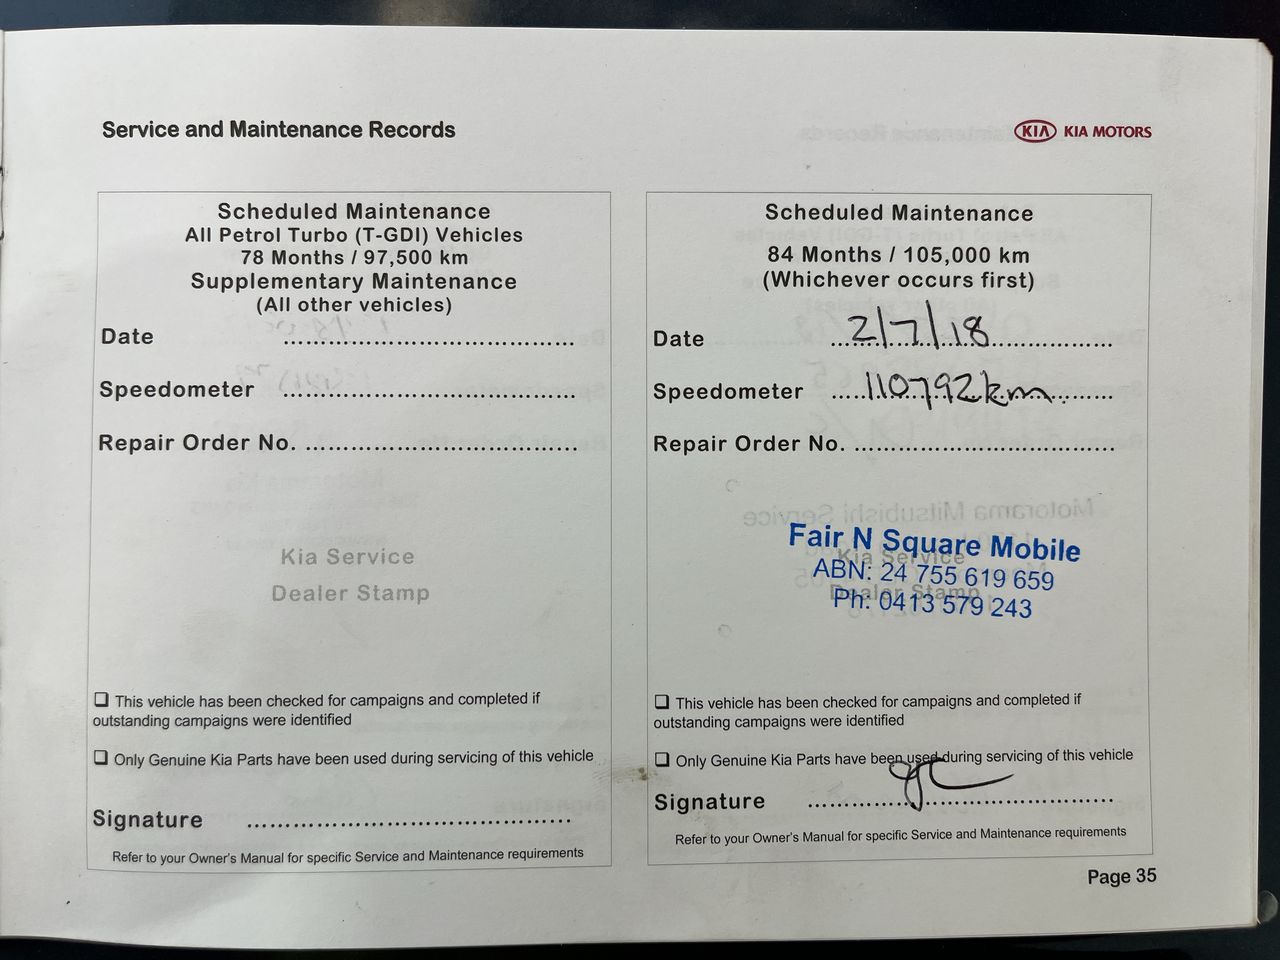 Service and Maintenance Records
KIA KIA MOTORS
Scheduled Maintenance
All Petrol Turbo (T-GDI) Vehicles
78 Months / 97,500 km
Supplementary Maintenance
(All other vehicles)
Date ........................................
Speedometer ........................................
Repair Order No. ......................................
Kia Service
Dealer Stamp
❑ This vehicle has been checked for campaigns and completed if
outstanding campaigns were identified
❑ Only Genuine Kia Parts have been used during servicing of this vehicle
Signature .............................................
Refer to your Owner's Manual for specific Service and Maintenance requirements
Scheduled Maintenance
84 Months / 105,000 km
(Whichever occurs first)
Date 2/7/18
Speedometer 110792km
Repair Order No. ....................................
Fair N Square Mobile
Kia Service
ABN: 24 755 619 659
Dealer Stamp
Ph: 0413 579 243
❑ This vehicle has been checked for campaigns and completed if
outstanding campaigns were identified
❑ Only Genuine Kia Parts have been used during servicing of this vehicle
Signature ..........................................
Refer to your Owner's Manual for specific Service and Maintenance requirements
Page 35